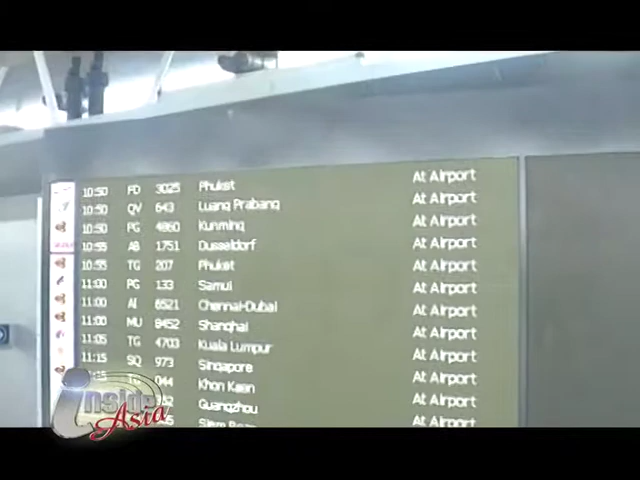 10:50 FD 3025 Phuket At Airport
10:50 QV 643 Luang Prabang At Airport
10:50 PG 4860 Kunming At Airport
10:55 AB 1751 Dusseldorf At Airport
10:55 TG 207 Phuket At Airport
11:00 PG 133 Samui At Airport
11:00 AI 6521 Chennai-Dubai At Airport
11:00 MU 8452 Shanghai At Airport
11:05 TG 4703 Kuala Lumpur At Airport
11:15 SQ 973 Singapore At Airport
044 Khon Kaen At Airport
Guangzhou At Airport
Siem At Airport
inside
Asia